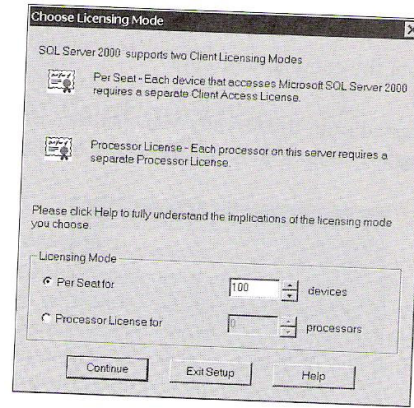 Choose Licensing Mode
SQL Server 2000 supports two Client Licensing Modes
Per Seat - Each device that accesses Microsoft SQL Server 2000
requires a separate Client Access License.
Processor License - Each processor on this server requires a
separate Processor License.
Please click Help to fully understand the implications of the licensing mode
you choose.
Licensing Mode
Per Seat for 100 devices
Processor License for 0 processors
Continue Exit Setup Help